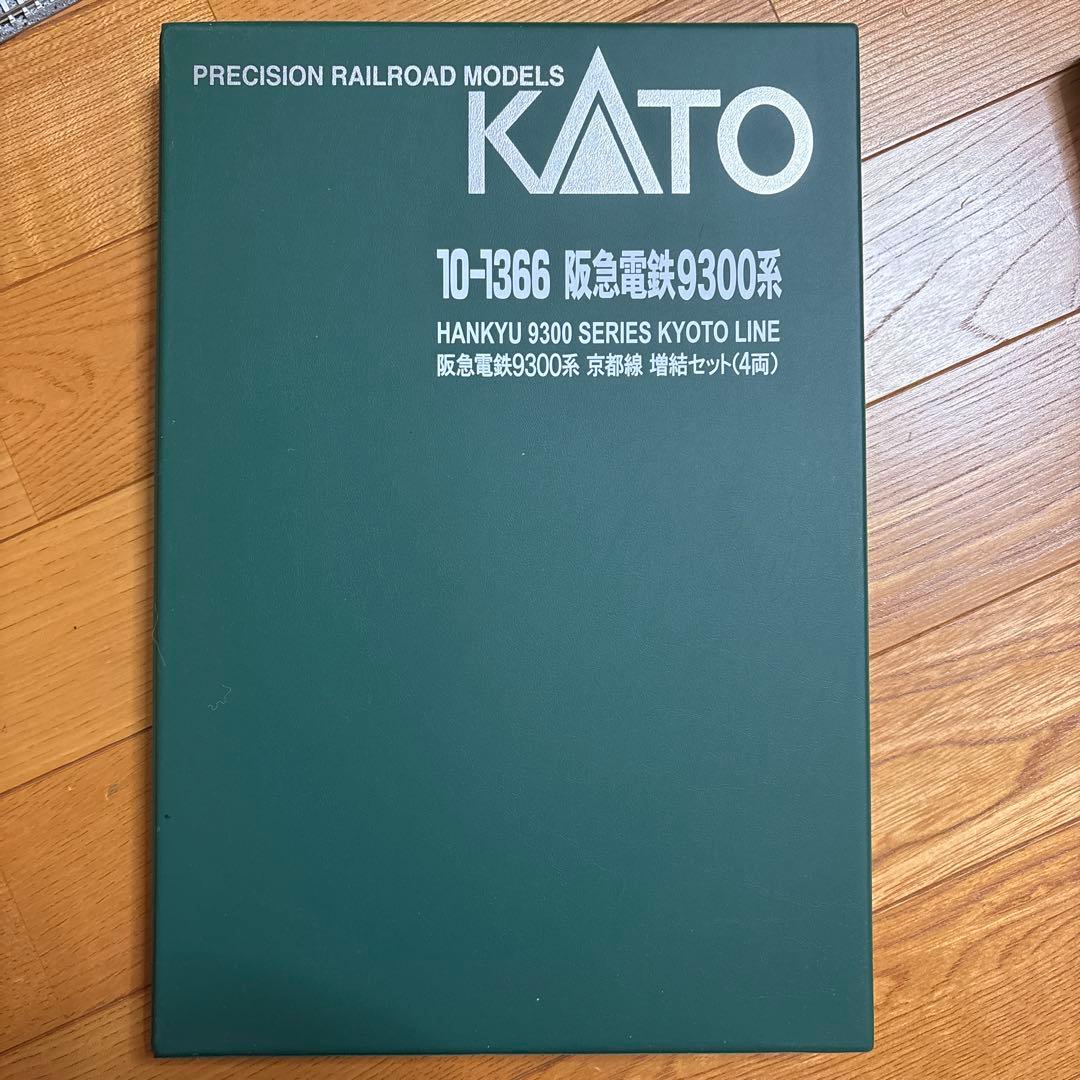 PRECISION RAILROAD MODELS
KATO
10-1366 阪急電鉄9300系
HANKYU 9300 SERIES KYOTO LINE
阪急電鉄9300系 京都線 増結セット(4両)